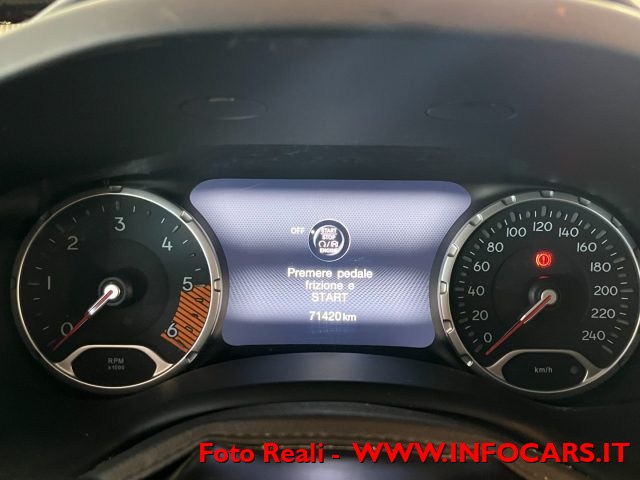 0
1
2
3
4
5
6
RPM
x1000
OFF
START
STOP
ENGINE
Premere pedale
frizione e
START
71420 km
0
20
40
60
80
100
120
140
160
180
200
220
240
km/h
Foto Reali - WWW.INFOCARS.IT